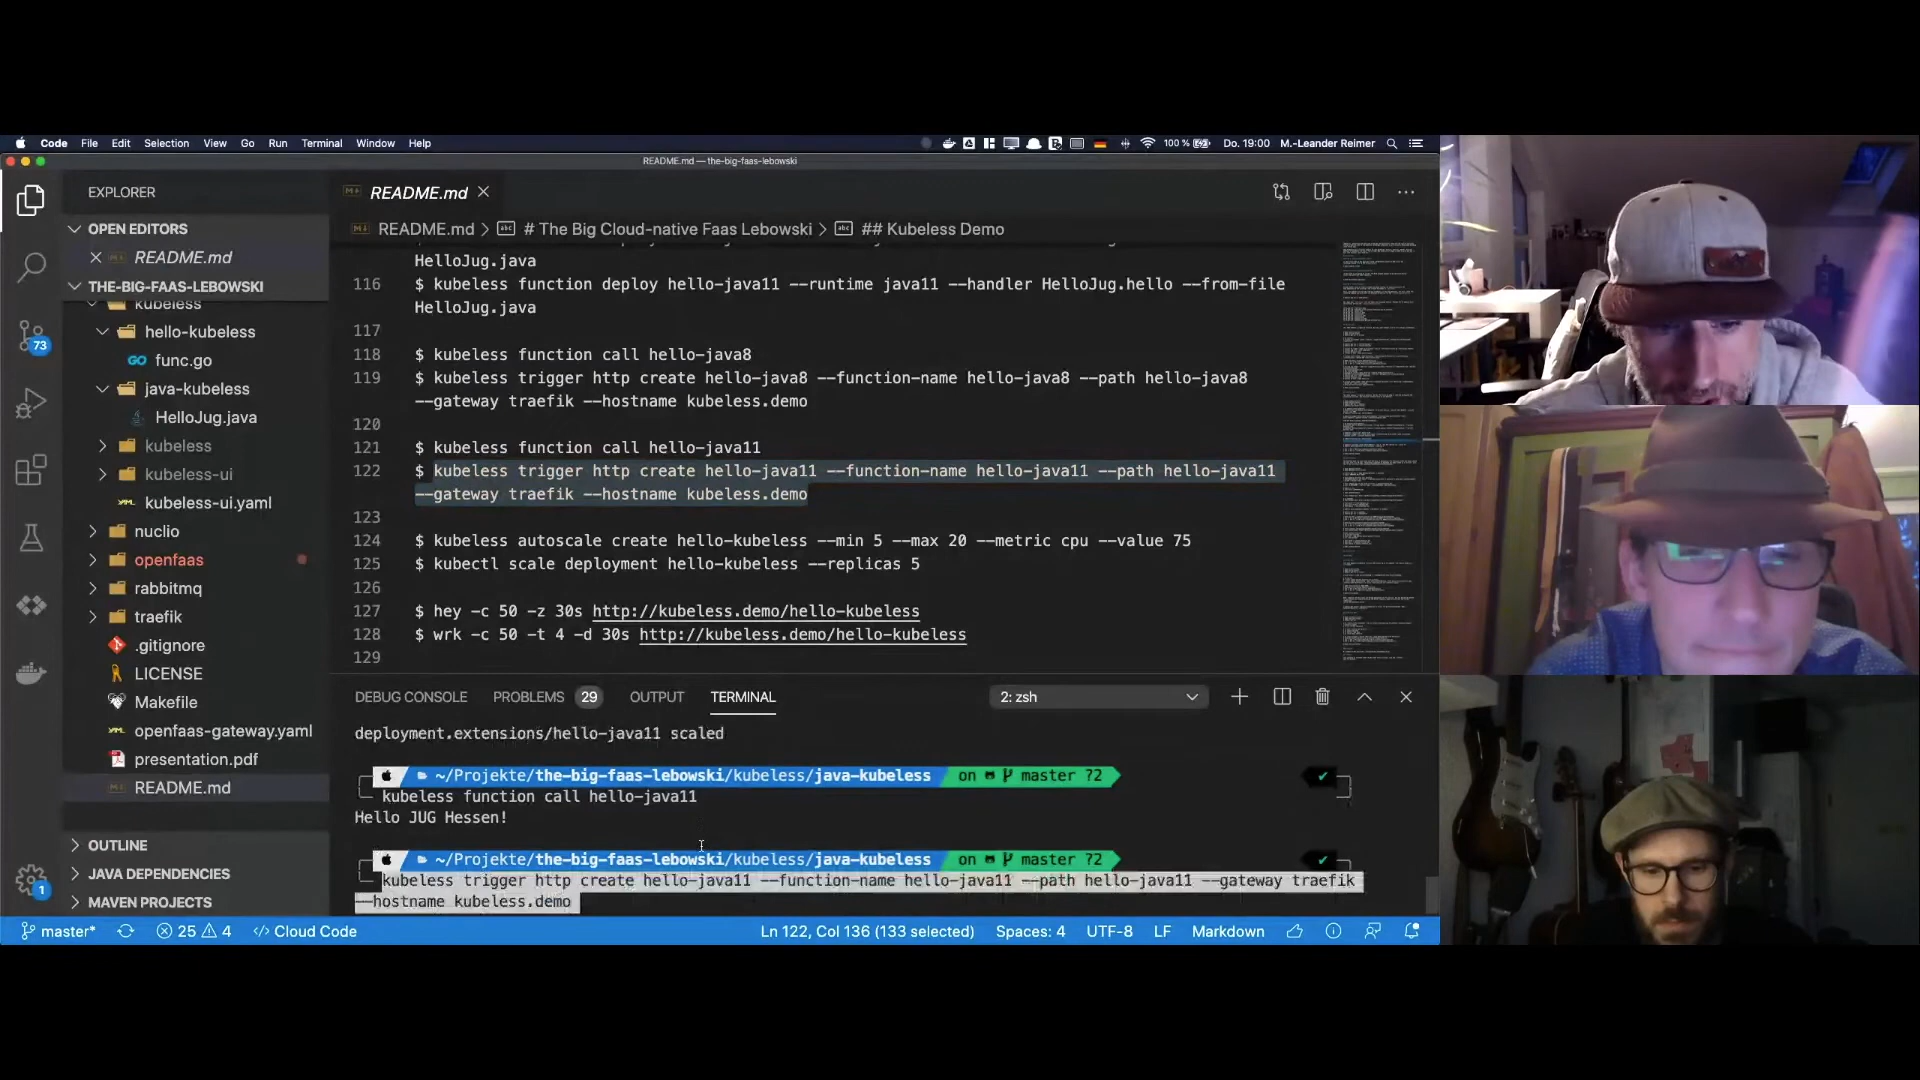 Code File Edit Selection View Go Run Terminal Window Help
100 % Do. 19:00 M.-Leander Reimer
README.md — the-big-faas-lebowski
EXPLORER
OPEN EDITORS
README.md
THE-BIG-FAAS-LEBOWSKI
kubeless
hello-kubeless
GO func.go
java-kubeless
HelloJug.java
kubeless
kubeless-ui
kubeless-ui.yaml
nuclio
openfaas
rabbitmq
traefik
.gitignore
LICENSE
Makefile
openfaas-gateway.yaml
presentation.pdf
README.md
OUTLINE
JAVA DEPENDENCIES
MAVEN PROJECTS
73
1
README.md
README.md > # The Big Cloud-native Faas Lebowski > ## Kubeless Demo
HelloJug.java
116 $ kubeless function deploy hello-java11 --runtime java11 --handler HelloJug.hello --from-file
HelloJug.java
117
118 $ kubeless function call hello-java8
119 $ kubeless trigger http create hello-java8 --function-name hello-java8 --path hello-java8
--gateway traefik --hostname kubeless.demo
120
121 $ kubeless function call hello-java11
122 $ kubeless trigger http create hello-java11 --function-name hello-java11 --path hello-java11
--gateway traefik --hostname kubeless.demo
123
124 $ kubeless autoscale create hello-kubeless --min 5 --max 20 --metric cpu --value 75
125 $ kubectl scale deployment hello-kubeless --replicas 5
126
127 $ hey -c 50 -z 30s http://kubeless.demo/hello-kubeless
128 $ wrk -c 50 -t 4 -d 30s http://kubeless.demo/hello-kubeless
129
DEBUG CONSOLE PROBLEMS 29 OUTPUT TERMINAL 2: zsh
deployment.extensions/hello-java11 scaled
~/Projekte/the-big-faas-lebowski/kubeless/java-kubeless on master ?2
kubeless function call hello-java11
Hello JUG Hessen!
~/Projekte/the-big-faas-lebowski/kubeless/java-kubeless on master ?2
kubeless trigger http create hello-java11 --function-name hello-java11 --path hello-java11 --gateway traefik
--hostname kubeless.demo
master* 25 4 Cloud Code Ln 122, Col 136 (133 selected) Spaces: 4 UTF-8 LF Markdown